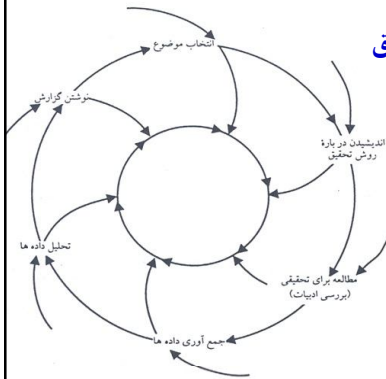 انتخاب موضوع
اندیشیدن در بارهٔ
روش تحقیق
مطالعه برای تحقیقی
(بررسی ادبیات)
جمع آوری داده ها
تحلیل داده ها
نوشتن گزارش